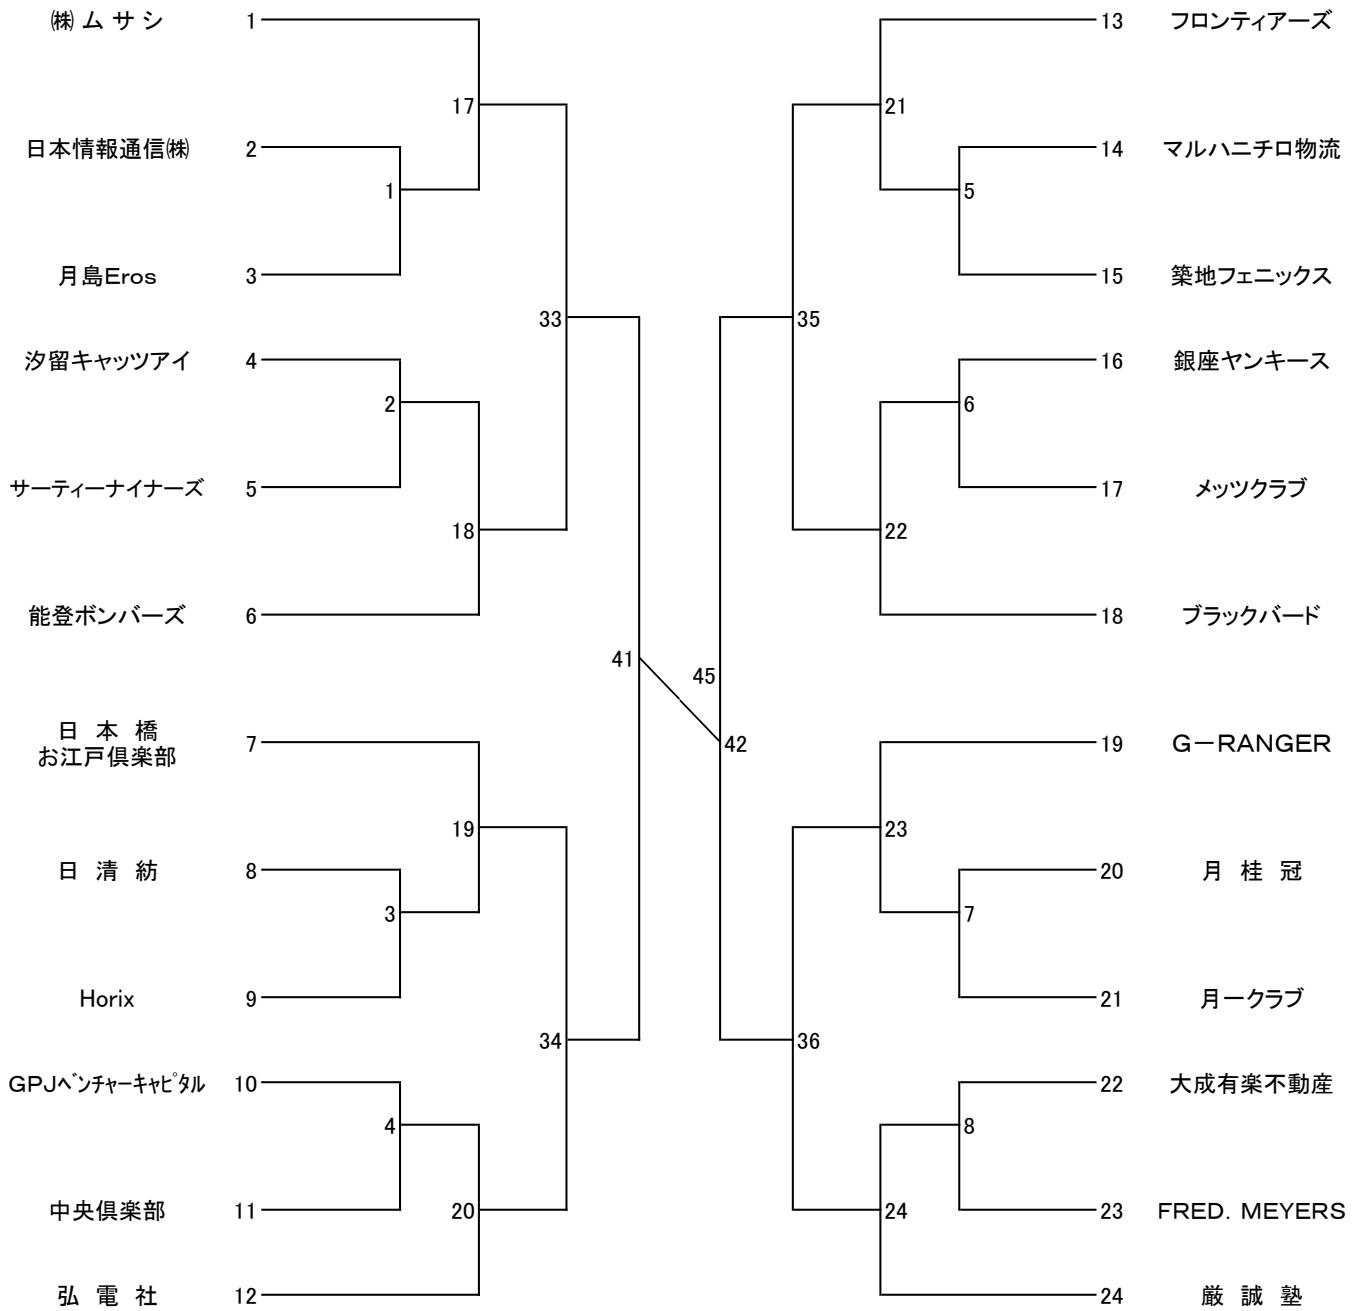 ㈱ ム サ シ 1
日本情報通信㈱ 2
1
月島Eros 3
17
汐留キャッツアイ 4
2
サーティーナイナーズ 5
18
能登ボンバーズ 6
33
日 本 橋
お江戸倶楽部 7
19
日 清 紡 8
3
Horix 9
34
GPJベンチャーキャピタル 10
4
中央倶楽部 11
20
弘 電 社 12
41
45
42
13 フロンティアーズ
21
14 マルハニチロ物流
5
15 築地フェニックス
35
16 銀座ヤンキース
6
17 メッツクラブ
22
18 ブラックバード
19 G－RANGER
23
20 月 桂 冠
7
21 月一クラブ
36
22 大成有楽不動産
8
23 FRED. MEYERS
24
24 厳 誠 塾